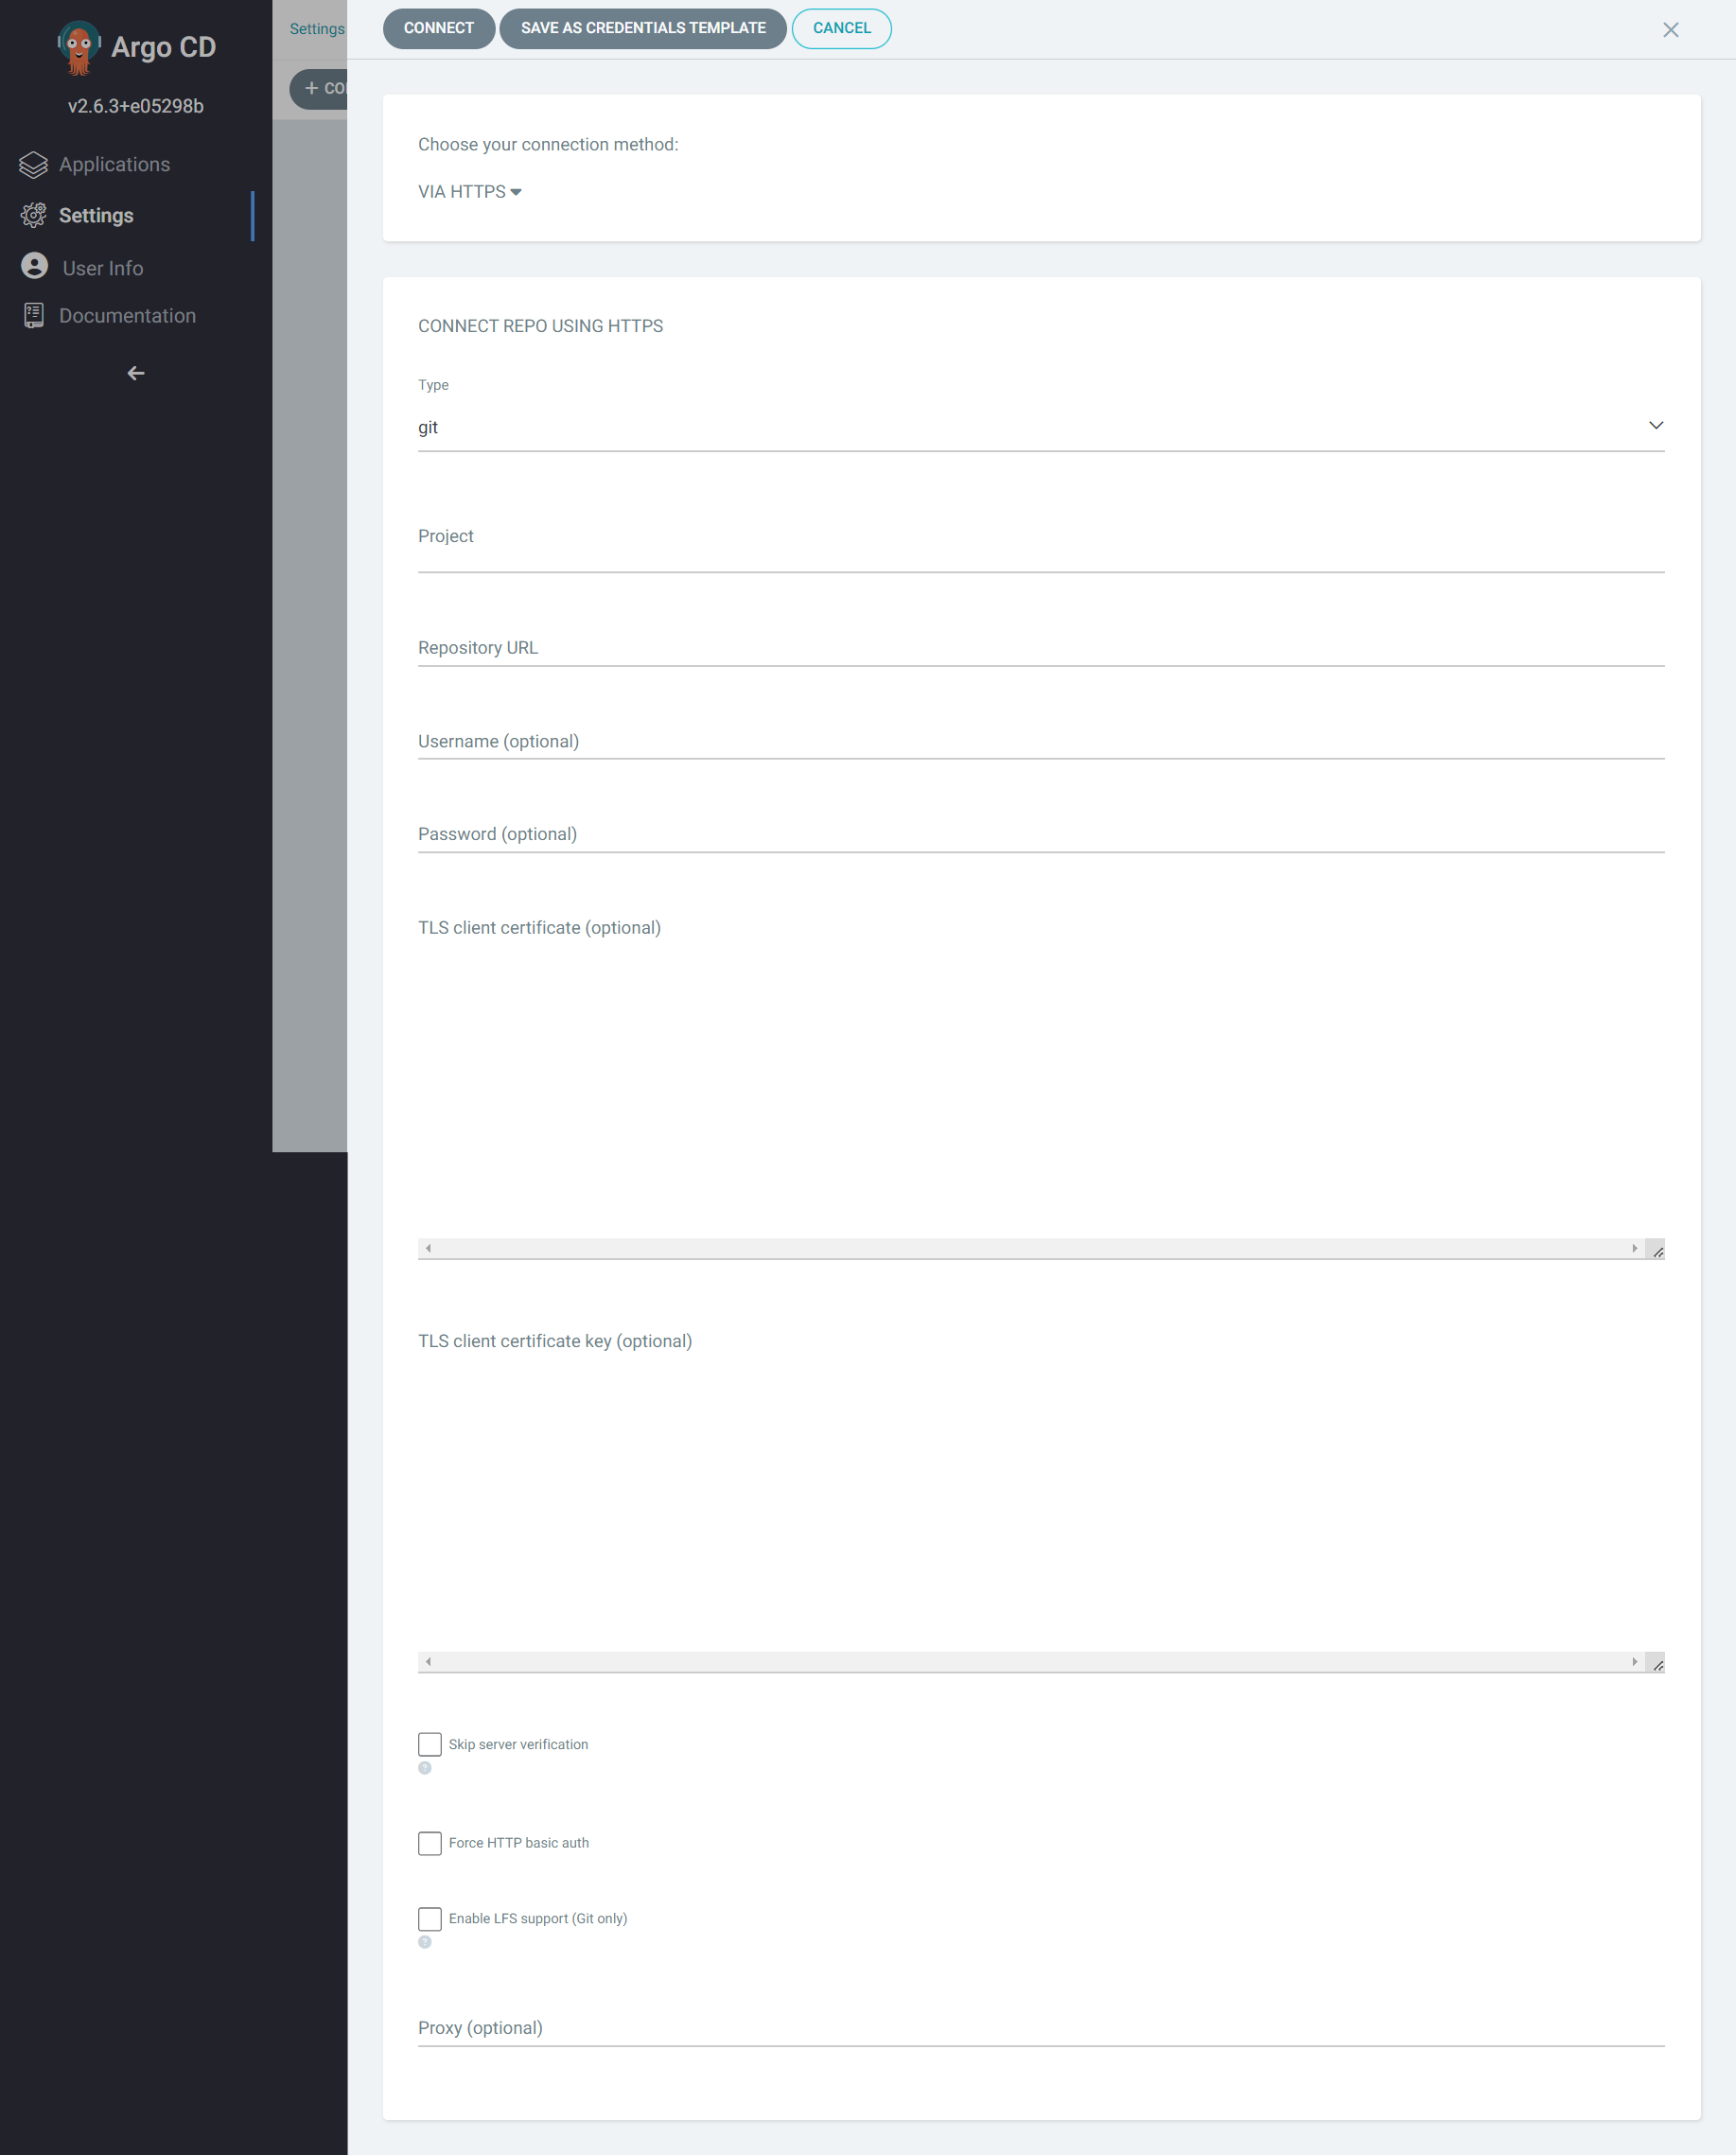 Argo CD
v2.6.3+e05298b
Applications
Settings
User Info
Documentation
Settings
CONNECT
SAVE AS CREDENTIALS TEMPLATE
CANCEL
Choose your connection method:
VIA HTTPS
CONNECT REPO USING HTTPS
Type
git
Project
Repository URL
Username (optional)
Password (optional)
TLS client certificate (optional)
TLS client certificate key (optional)
Skip server verification
?
Force HTTP basic auth
Enable LFS support (Git only)
?
Proxy (optional)